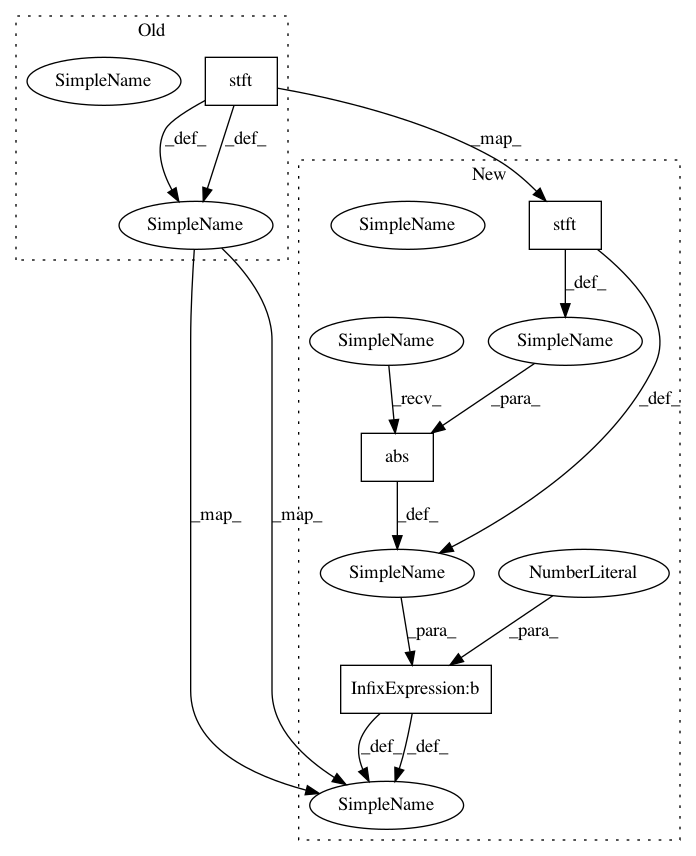 Old
SimpleName
stft
_def_
_def_
_map_
New
SimpleName
SimpleName
stft
_def_
SimpleName
SimpleName
_recv_
_para_
_def_
abs
_map_
_map_
_def_
SimpleName
NumberLiteral
_para_
_para_
InfixExpression:b
_def_
_def_
SimpleName